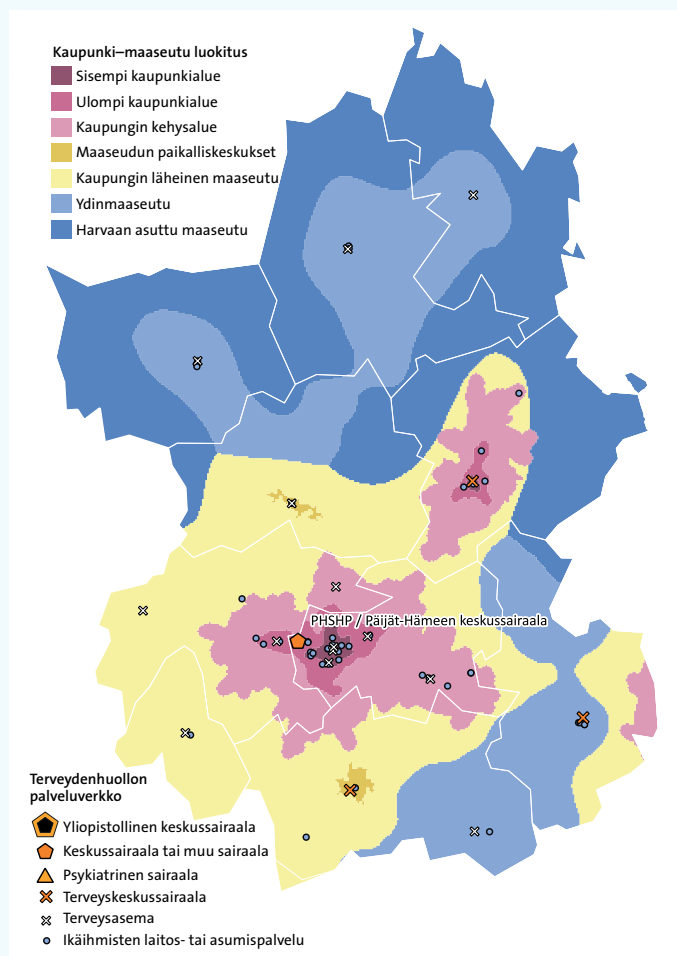 Kaupunki–maaseutu luokitus
Sisempi kaupunkialue
Ulompi kaupunkialue
Kaupungin kehysalue
Maaseudun paikalliskeskukset
Kaupungin läheinen maaseutu
Ydinmaaseutu
Harvaan asuttu maaseutu
PHSHP / Päijät-Hämeen keskussairaala
Terveydenhuollon
palveluverkko
Yliopistollinen keskussairaala
Keskussairaala tai muu sairaala
Psykiatrinen sairaala
Terveyskeskussairaala
Terveysasema
Ikäihmisten laitos- tai asumispalvelu